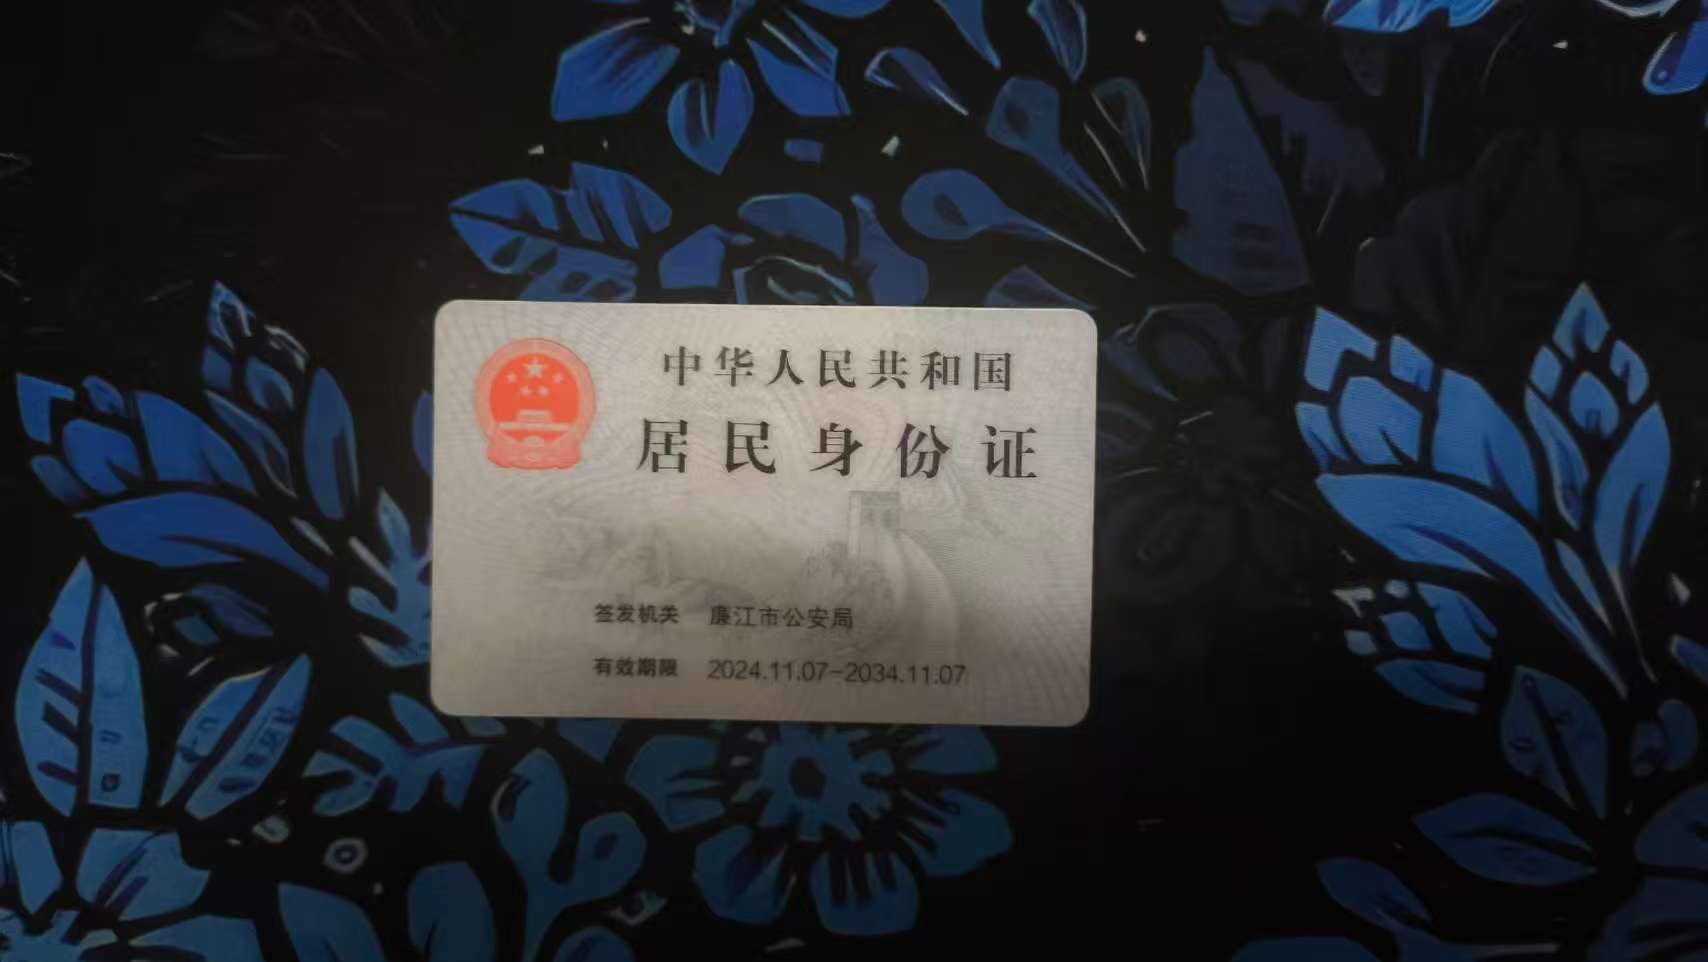 中华人民共和国
居民身份证
签发机关 廉江市公安局
有效期限 2024.11.07-2034.11.07